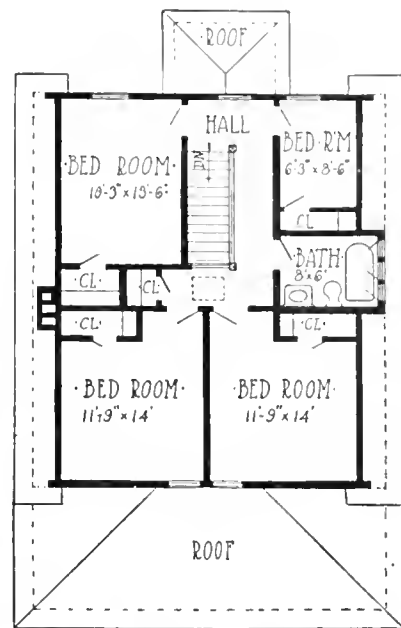 ROOF
HALL
BED R'M
6'-3" x 8'-6"
BED ROOM
DN
CL
BATH
8' x 6'
CL
CL
CL
CL
BED ROOM
11'-9" x 14'
BED ROOM
11'-9" x 14'
ROOF